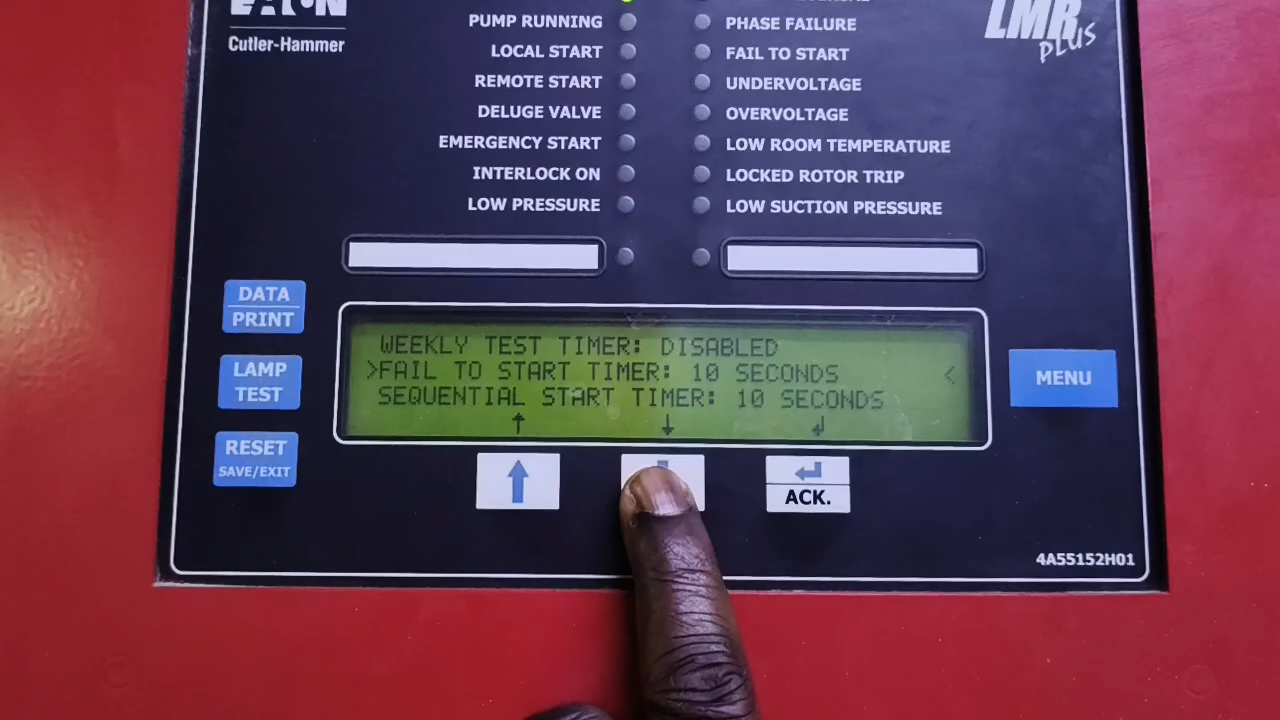 EATON
Cutler-Hammer
LMR
PLUS
PUMP RUNNING
LOCAL START
REMOTE START
DELUGE VALVE
EMERGENCY START
INTERLOCK ON
LOW PRESSURE
PHASE FAILURE
FAIL TO START
UNDERVOLTAGE
OVERVOLTAGE
LOW ROOM TEMPERATURE
LOCKED ROTOR TRIP
LOW SUCTION PRESSURE
DATA
PRINT
LAMP
TEST
RESET
SAVE/EXIT
WEEKLY TEST TIMER: DISABLED
>FAIL TO START TIMER: 10 SECONDS <
SEQUENTIAL START TIMER: 10 SECONDS
↑ ↓ ↲
MENU
ACK.
4A55152H01